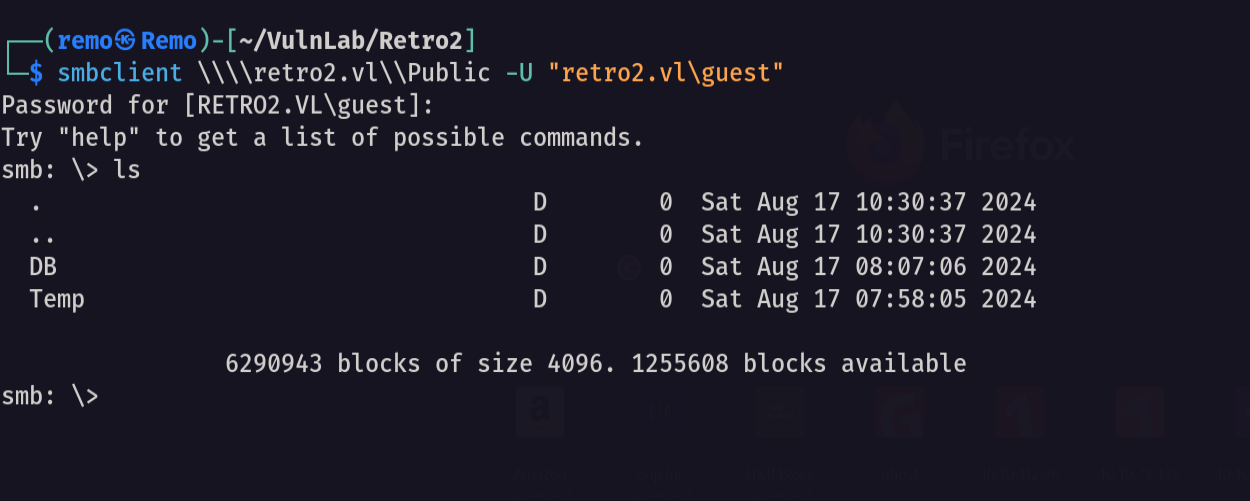 ┌──(remo㉿Remo)-[~/VulnLab/Retro2]
└─$ smbclient \\\\retro2.vl\\Public -U "retro2.vl\guest"
Password for [RETRO2.VL\guest]:
Try "help" to get a list of possible commands.
smb: \> ls
  .                                   D        0  Sat Aug 17 10:30:37 2024
  ..                                  D        0  Sat Aug 17 10:30:37 2024
  DB                                  D        0  Sat Aug 17 08:07:06 2024
  Temp                                D        0  Sat Aug 17 07:58:05 2024
                6290943 blocks of size 4096. 1255608 blocks available
smb: \>
Firefox